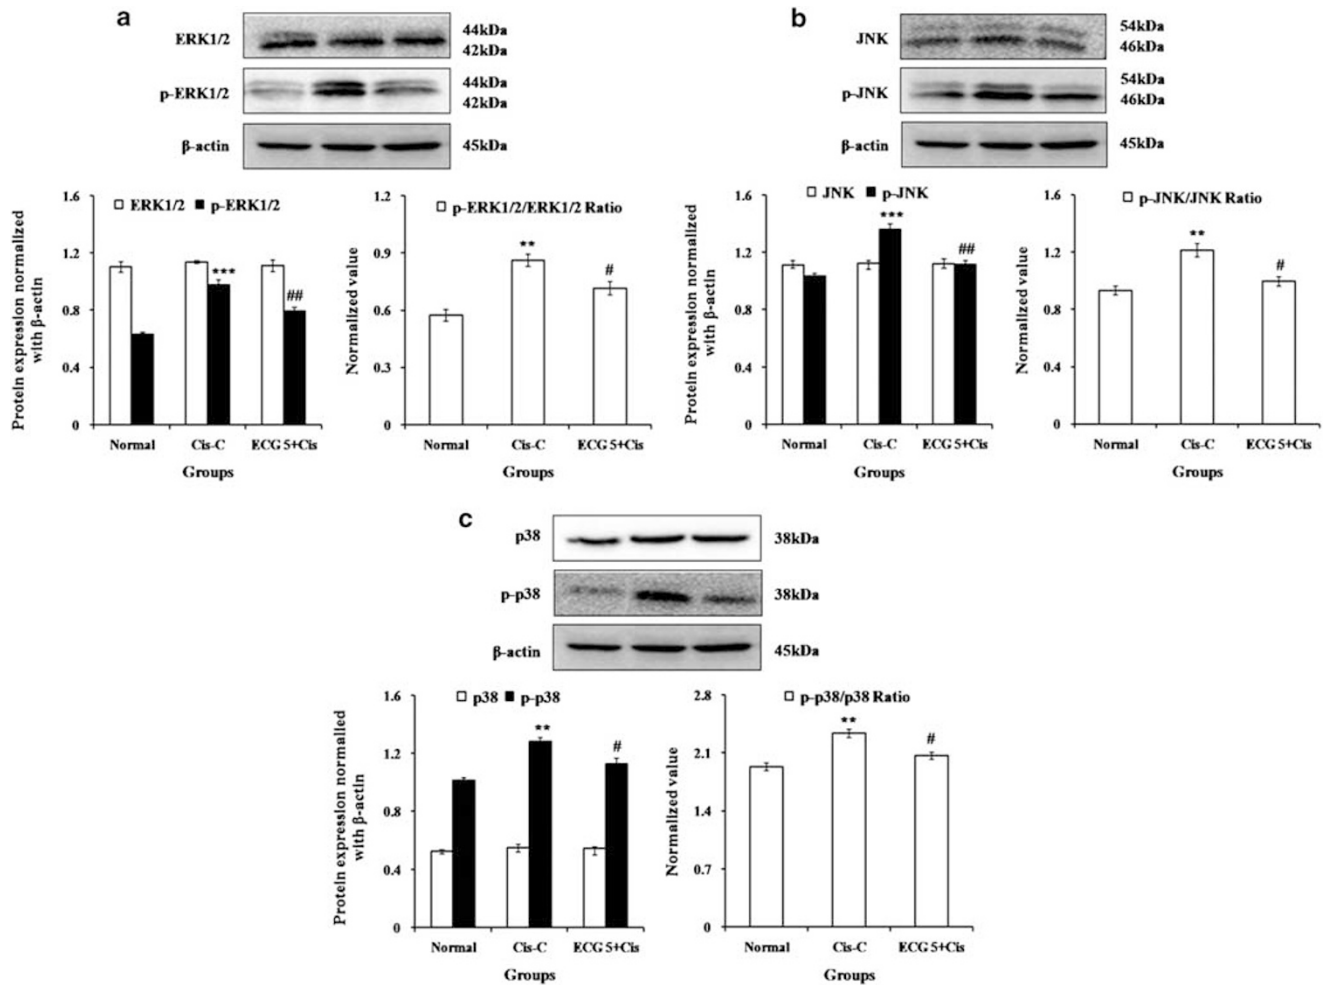 a
ERK1/2
44kDa
42kDa
p-ERK1/2
44kDa
42kDa
β-actin
45kDa
ERK1/2 p-ERK1/2
Protein expression normalized
with β-actin
1.6
1.2
0.8
0.4
0
***
##
Normal Cis-C ECG 5+Cis
Groups
p-ERK1/2/ERK1/2 Ratio
Normalized value
1.2
0.9
0.6
0.3
0
**
#
Normal Cis-C ECG 5+Cis
Groups
b
JNK
54kDa
46kDa
p-JNK
54kDa
46kDa
β-actin
45kDa
JNK p-JNK
Protein expression normalized
with β-actin
1.6
1.2
0.8
0.4
0
***
##
Normal Cis-C ECG 5+Cis
Groups
p-JNK/JNK Ratio
Normalized value
1.6
1.2
0.8
0.4
0
**
#
Normal Cis-C ECG 5+Cis
Groups
c
p38
38kDa
p-p38
38kDa
β-actin
45kDa
p38 p-p38
Protein expression normalied
with β-actin
1.6
1.2
0.8
0.4
0
**
#
Normal Cis-C ECG 5+Cis
Groups
p-p38/p38 Ratio
Normalized value
2.8
2.1
1.4
0.7
0
**
#
Normal Cis-C ECG 5+Cis
Groups